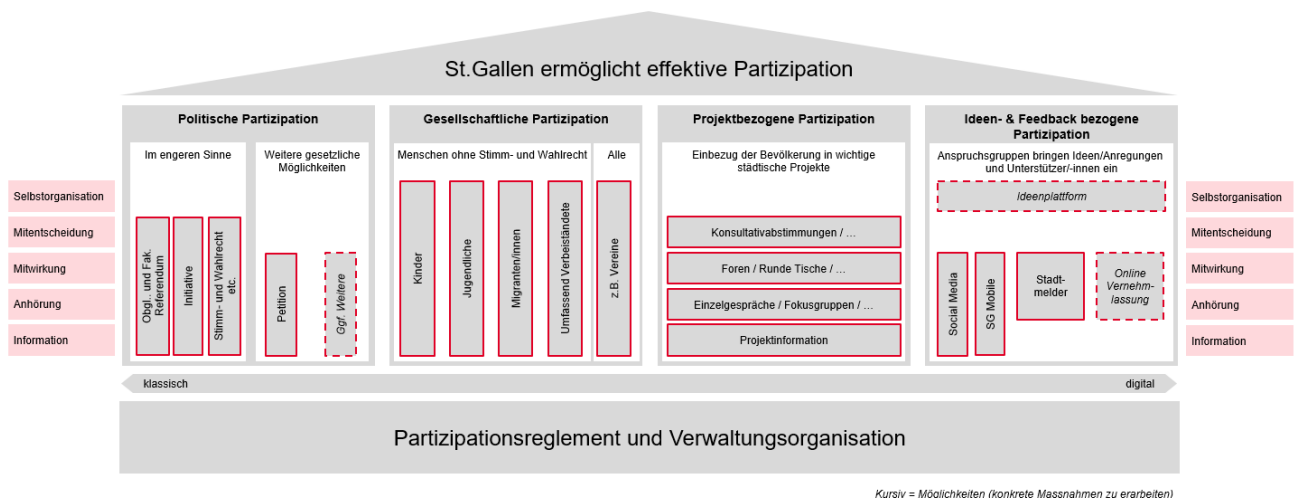 St.Gallen ermöglicht effektive Partizipation
Politische Partizipation
Im engeren Sinne
Weitere gesetzliche
Möglichkeiten
Obgl.. und Fak.
Referendum
Initiative
Stimm- und Wahlrecht
etc.
Petition
Ggf. Weitere
Gesellschaftliche Partizipation
Menschen ohne Stimm- und Wahlrecht
Alle
Kinder
Jugendliche
Migranten/innen
Umfassend Verbeiständete
z.B. Vereine
Projektbezogene Partizipation
Einbezug der Bevölkerung in wichtige
städtische Projekte
Konsultativabstimmungen / …
Foren / Runde Tische / …
Einzelgespräche / Fokusgruppen / …
Projektinformation
Ideen- & Feedback bezogene
Partizipation
Anspruchsgruppen bringen Ideen/Anregungen
und Unterstützer/-innen ein
Ideenplattform
Social Media
SG Mobile
Stadt-
melder
Online
Vernehm-
lassung
Selbstorganisation
Mitentscheidung
Mitwirkung
Anhörung
Information
Selbstorganisation
Mitentscheidung
Mitwirkung
Anhörung
Information
klassisch
digital
Partizipationsreglement und Verwaltungsorganisation
Kursiv = Möglichkeiten (konkrete Massnahmen zu erarbeiten)